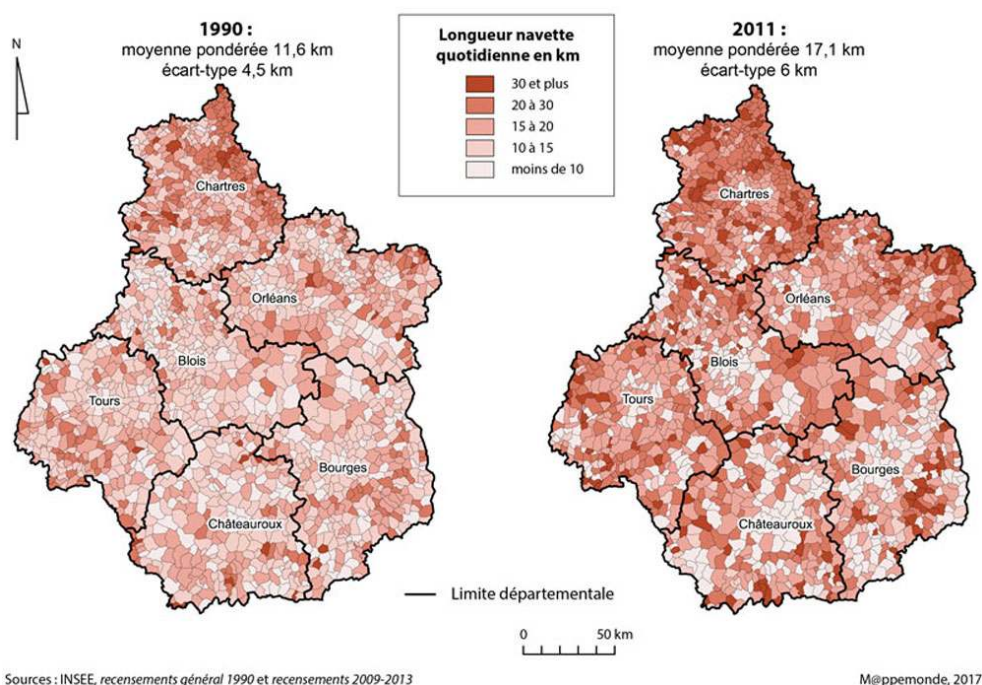 1990 :
moyenne pondérée 11,6 km
écart-type 4,5 km
N
Longueur navette
quotidienne en km
30 et plus
20 à 30
15 à 20
10 à 15
moins de 10
2011 :
moyenne pondérée 17,1 km
écart-type 6 km
Chartres
Orléans
Blois
Tours
Bourges
Châteauroux
Chartres
Orléans
Blois
Tours
Bourges
Châteauroux
Limite départementale
0 50 km
Sources : INSEE, recensements général 1990 et recensements 2009-2013
M@ppemonde, 2017